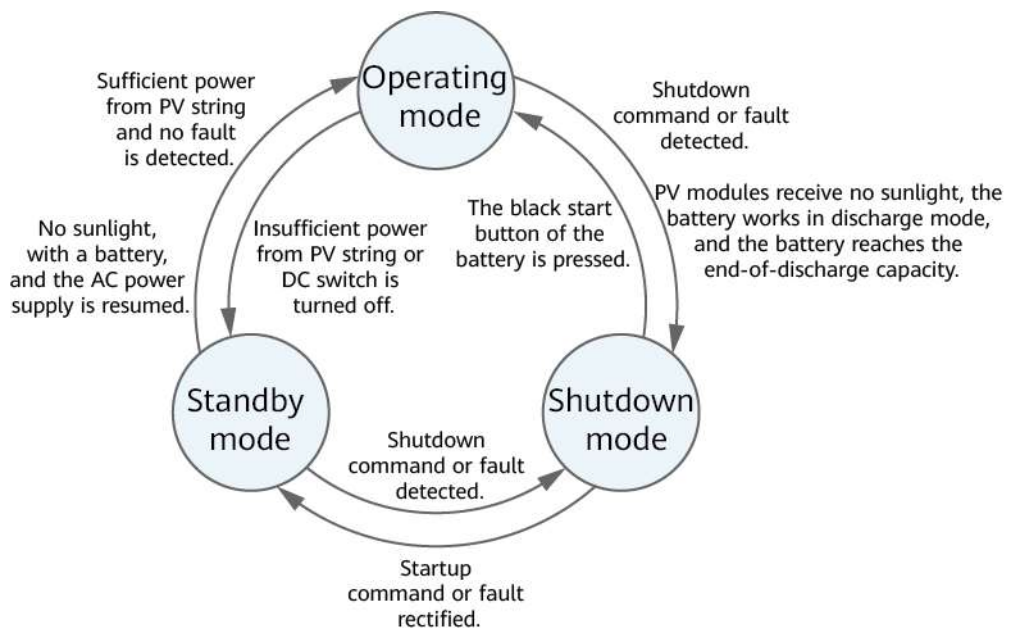 Operating
mode
Sufficient power
from PV string
and no fault
is detected.
Shutdown
command or fault
detected.
No sunlight,
with a battery,
and the AC power
supply is resumed.
Insufficient power
from PV string or
DC switch is
turned off.
The black start
button of the
battery is pressed.
PV modules receive no sunlight, the
battery works in discharge mode,
and the battery reaches the
end-of-discharge capacity.
Standby
mode
Shutdown
mode
Shutdown
command or fault
detected.
Startup
command or fault
rectified.